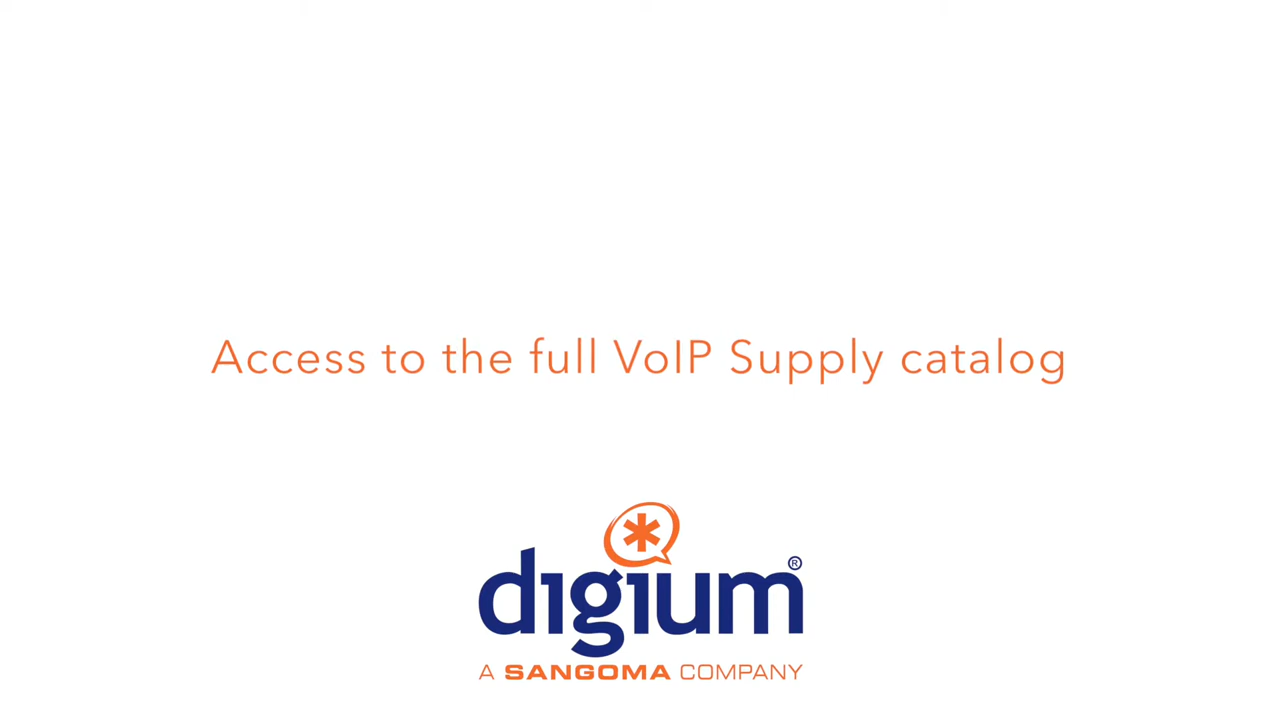 Access to the full VoIP Supply catalog
digium®
A SANGOMA COMPANY